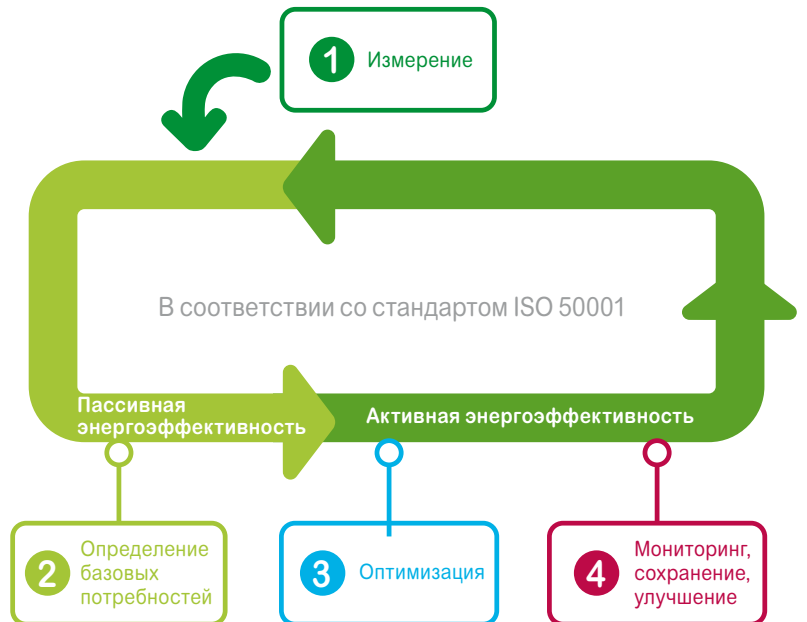 1 Измерение
В соответствии со стандартом ISO 50001
Пассивная
энергоэффективность
Активная энергоэффективность
2 Определение
базовых
потребностей
3 Оптимизация
4 Мониторинг,
сохранение,
улучшение